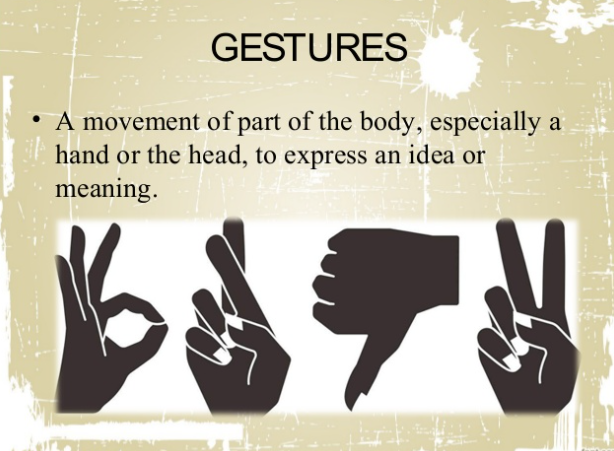 GESTURES
• A movement of part of the body, especially a
hand or the head, to express an idea or
meaning.